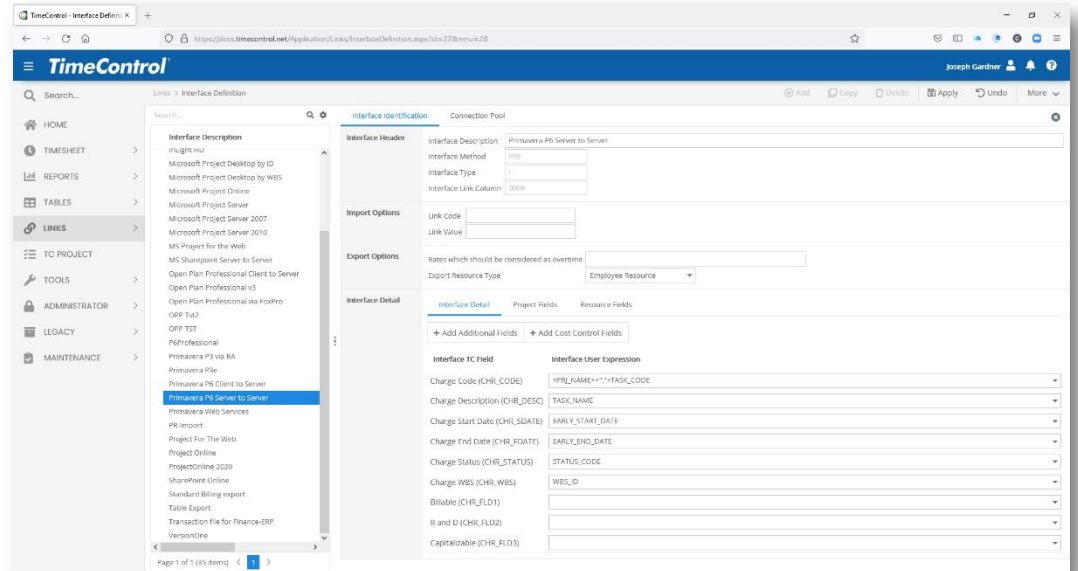 TimeControl - Interface Definiti
https://docs.timecontrol.net/Application/Links/InterfaceDefinition.aspx?st=27&mnu=28
TimeControl
Joseph Gardner
Search...
Links > Interface Definition
Add
Copy
Delete
Apply
Undo
More
HOME
TIMESHEET
REPORTS
TABLES
LINKS
TC PROJECT
TOOLS
ADMINISTRATOR
LEGACY
MAINTENANCE
Search...
Interface Description
InSight HD
Microsoft Project Desktop by ID
Microsoft Project Desktop by WBS
Microsoft Project Online
Microsoft Project Server
Microsoft Project Server 2007
Microsoft Project Server 2010
MS Project for the Web
MS Sharepoint Server to Server
Open Plan Professional Client to Server
Open Plan Professional v3
Open Plan Professional via FoxPro
OPP Tst2
OPP TST
P6Professional
Primavera P3 via RA
Primavera P3e
Primavera P6 Client to Server
Primavera P6 Server to Server
Primavera Web Services
PR-Import
Project For The Web
Project Online
ProjectOnline 2020
SharePoint Online
Standard Billing export
Table Export
Transaction file for Finance-ERP
VersionOne
Page 1 of 1 (35 items) 1
Interface Identification
Connection Pool
Interface Header
Interface Description Primavera P6 Server to Server
Interface Method PSE
Interface Type I
Interface Link Column 0008
Import Options
Link Code
Link Value
Export Options
Rates which should be considered as overtime
Export Resource Type Employee Resource
Interface Detail
Interface Detail Project Fields Resource Fields
+ Add Additional Fields + Add Cost Control Fields
Interface TC Field Interface User Expression
Charge Code (CHR_CODE) <PRJ_NAME>+"."+TASK_CODE
Charge Description (CHR_DESC) TASK_NAME
Charge Start Date (CHR_SDATE) EARLY_START_DATE
Charge End Date (CHR_FDATE) EARLY_END_DATE
Charge Status (CHR_STATUS) STATUS_CODE
Charge WBS (CHR_WBS) WBS_ID
Billable (CHR_FLD1)
R and D (CHR_FLD2)
Capitalizable (CHR_FLD3)